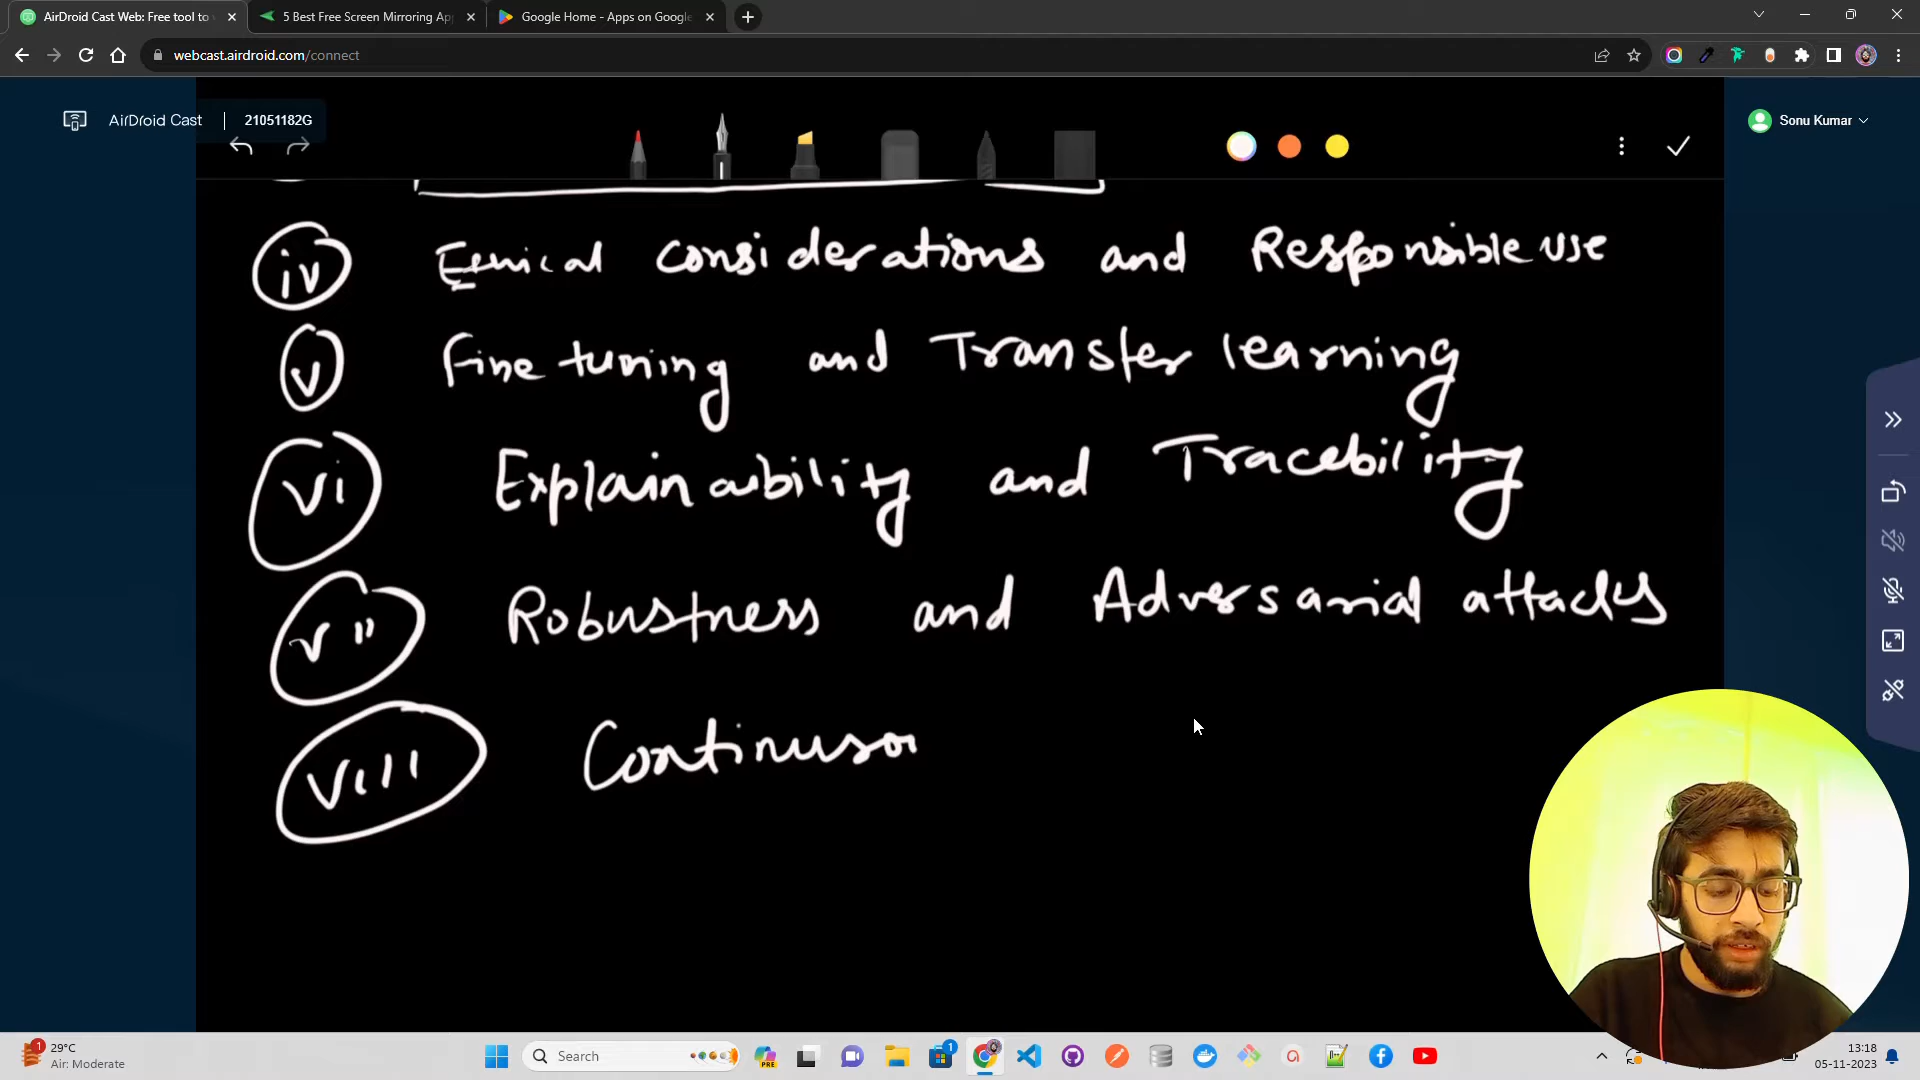 AirDroid Cast Web: Free tool to
5 Best Free Screen Mirroring Ap
Google Home - Apps on Google
webcast.airdroid.com/connect
AirDroid Cast | 21051182G
Sonu Kumar
iv Ethical considerations and Responsible use
v Fine tuning and Transfer learning
vi Explainability and Tracebility
vii Robustness and Adversarial attacks
viii Continuso
29°C
Air: Moderate
Search
13:18
05-11-2023